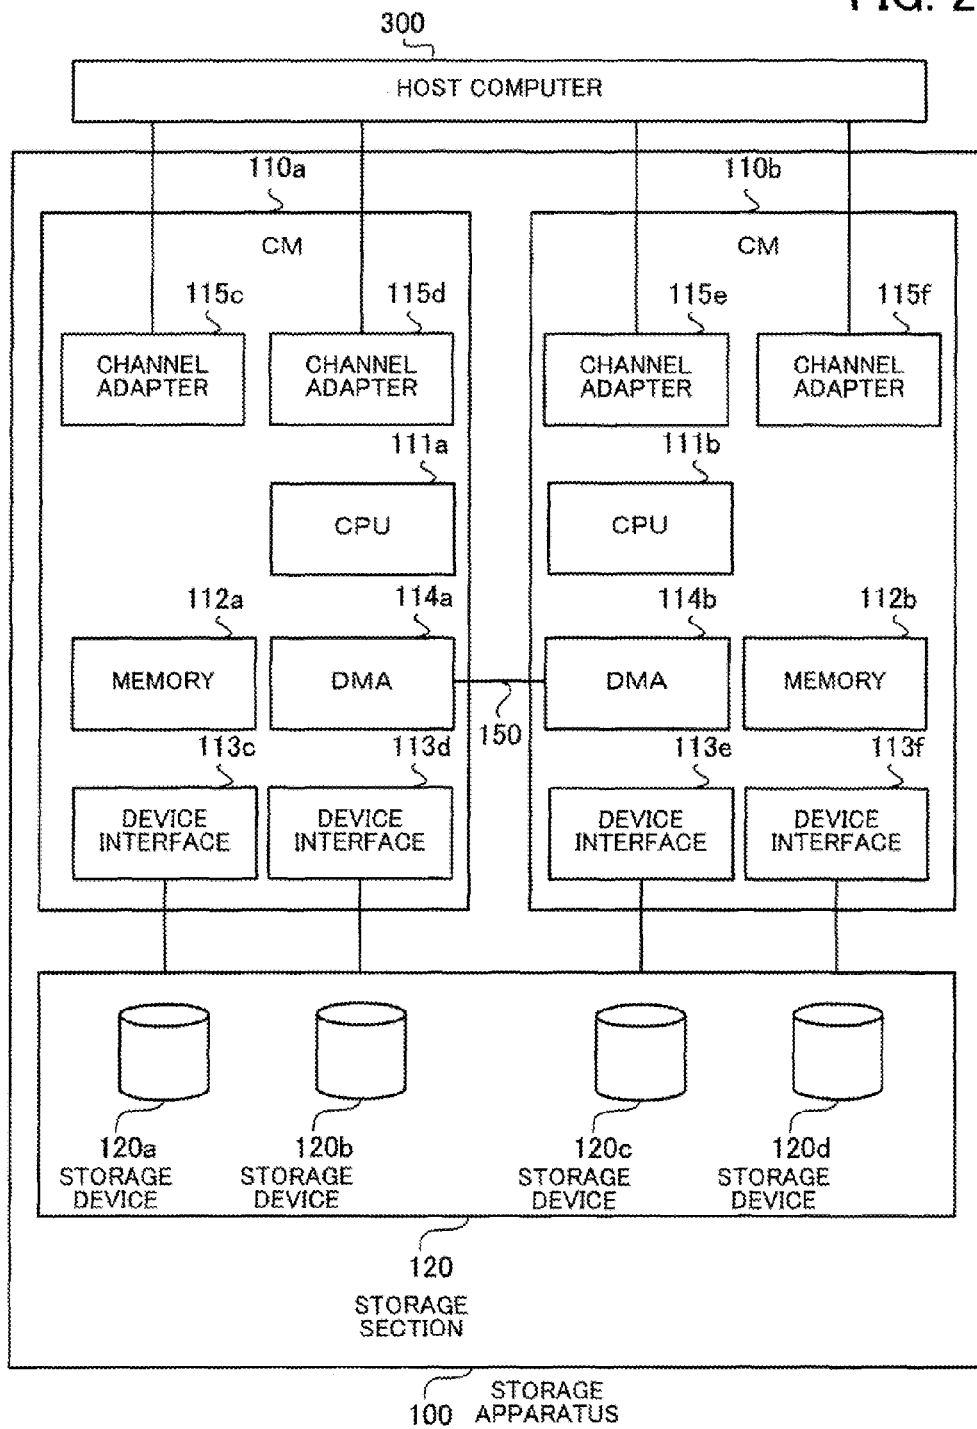 FIG. 2
300
HOST COMPUTER
110a
110b
CM
CM
115c
115d
115e
115f
CHANNEL
ADAPTER
CHANNEL
ADAPTER
CHANNEL
ADAPTER
CHANNEL
ADAPTER
111a
111b
CPU
CPU
112a
114a
114b
112b
MEMORY
DMA
DMA
MEMORY
150
113c
113d
113e
113f
DEVICE
INTERFACE
DEVICE
INTERFACE
DEVICE
INTERFACE
DEVICE
INTERFACE
120a
STORAGE
DEVICE
120b
STORAGE
DEVICE
120c
STORAGE
DEVICE
120d
STORAGE
DEVICE
120
STORAGE
SECTION
100
STORAGE
APPARATUS